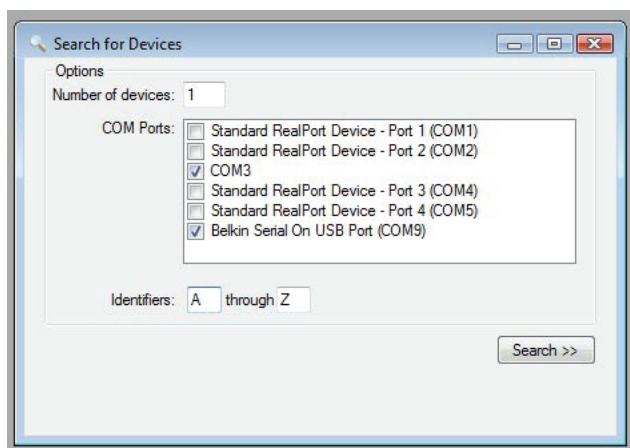 Search for Devices
Options
Number of devices: 1
COM Ports:
Standard RealPort Device - Port 1 (COM1)
Standard RealPort Device - Port 2 (COM2)
COM3
Standard RealPort Device - Port 3 (COM4)
Standard RealPort Device - Port 4 (COM5)
Belkin Serial On USB Port (COM9)
Identifiers: A through Z
Search >>